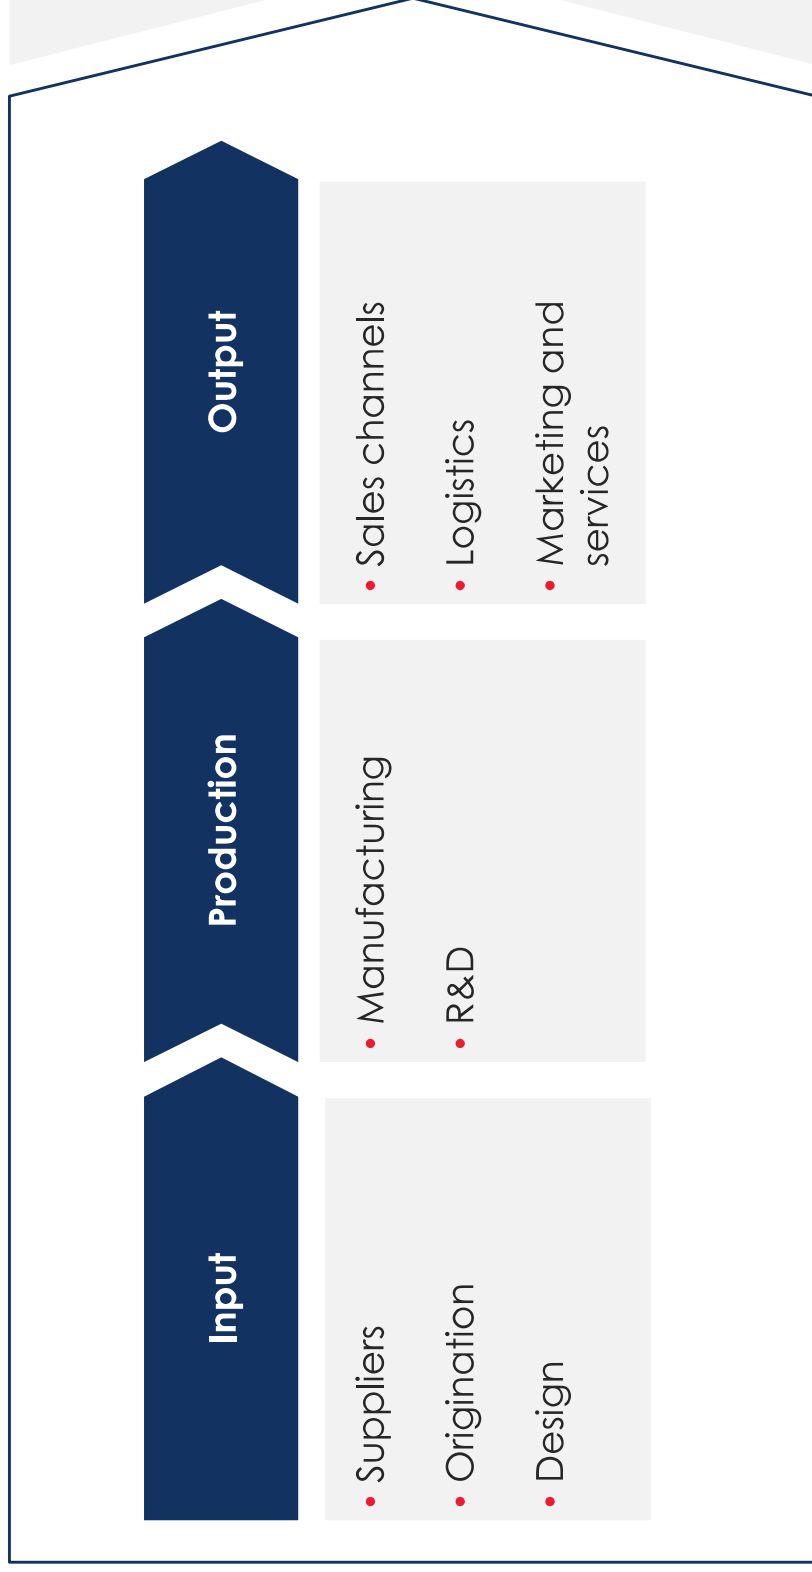 Input
• Suppliers
• Origination
• Design
Production
• Manufacturing
• R&D
Output
• Sales channels
• Logistics
• Marketing and
services